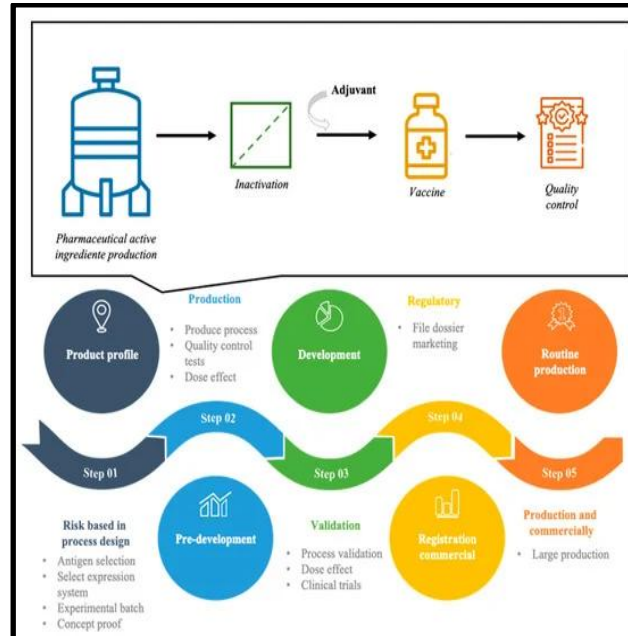 Adjuvant
Inactivation
Vaccine
Quality
control
Pharmaceutical active
ingrediente production
Production
Regulatory
Product profile
• Produce process
• Quality control
tests
• Dose effect
Development
• File dossier
marketing
Routine
production
Step 02
Step 04
Step 01
Step 03
Step 05
Risk based in
process design
• Antigen selection
• Select expression
system
• Experimental batch
• Concept proof
Pre-development
Validation
• Process validation
• Dose effect
• Clinical trials
Registration
commercial
Production and
commercially
• Large production